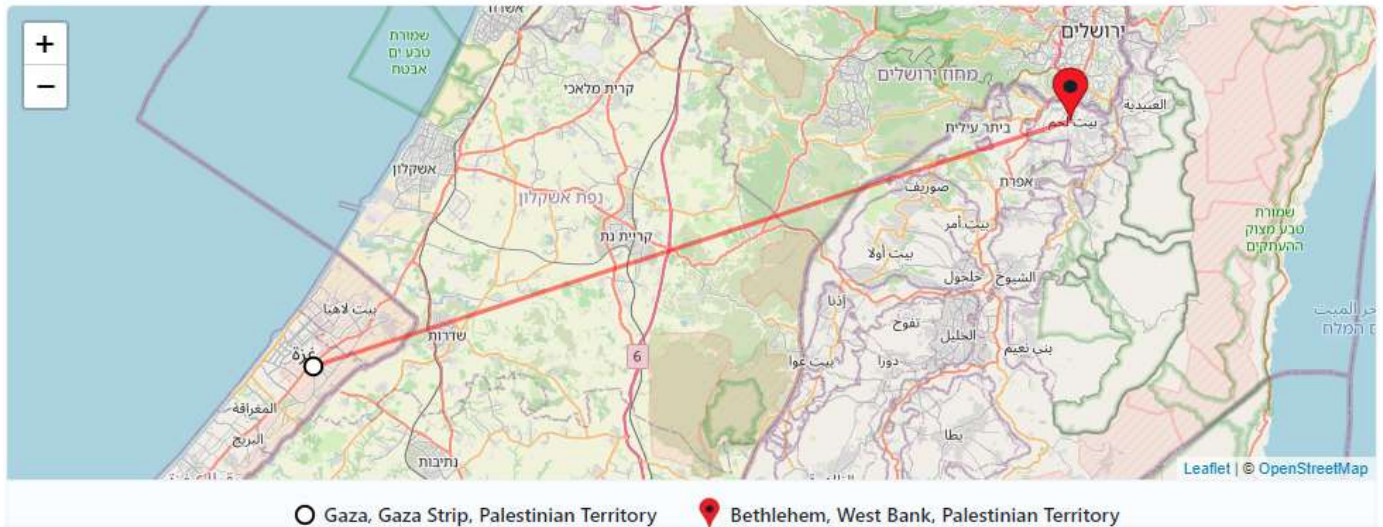 +
−
שמורת
טבע ים
אבטח
קרית מלאכי
ירושלים
מחוז ירושלים
العبيدية
بيت لحم
ביתר עילית
אשקלון
صوريف
אפרת
נפת אשקלון
קריית גת
بيت أمر
بيت أولا
שמורת
טבע מצוק
ההעתקים
حلحول
الشيوخ
إذنا
بيت لاهيا
שדרות
تفوح
الخليل
غزة
6
بيت عوا
دورا
بني نعيم
المغراقة
البريج
يطا
נתיבות
Leaflet | © OpenStreetMap
Gaza, Gaza Strip, Palestinian Territory
Bethlehem, West Bank, Palestinian Territory